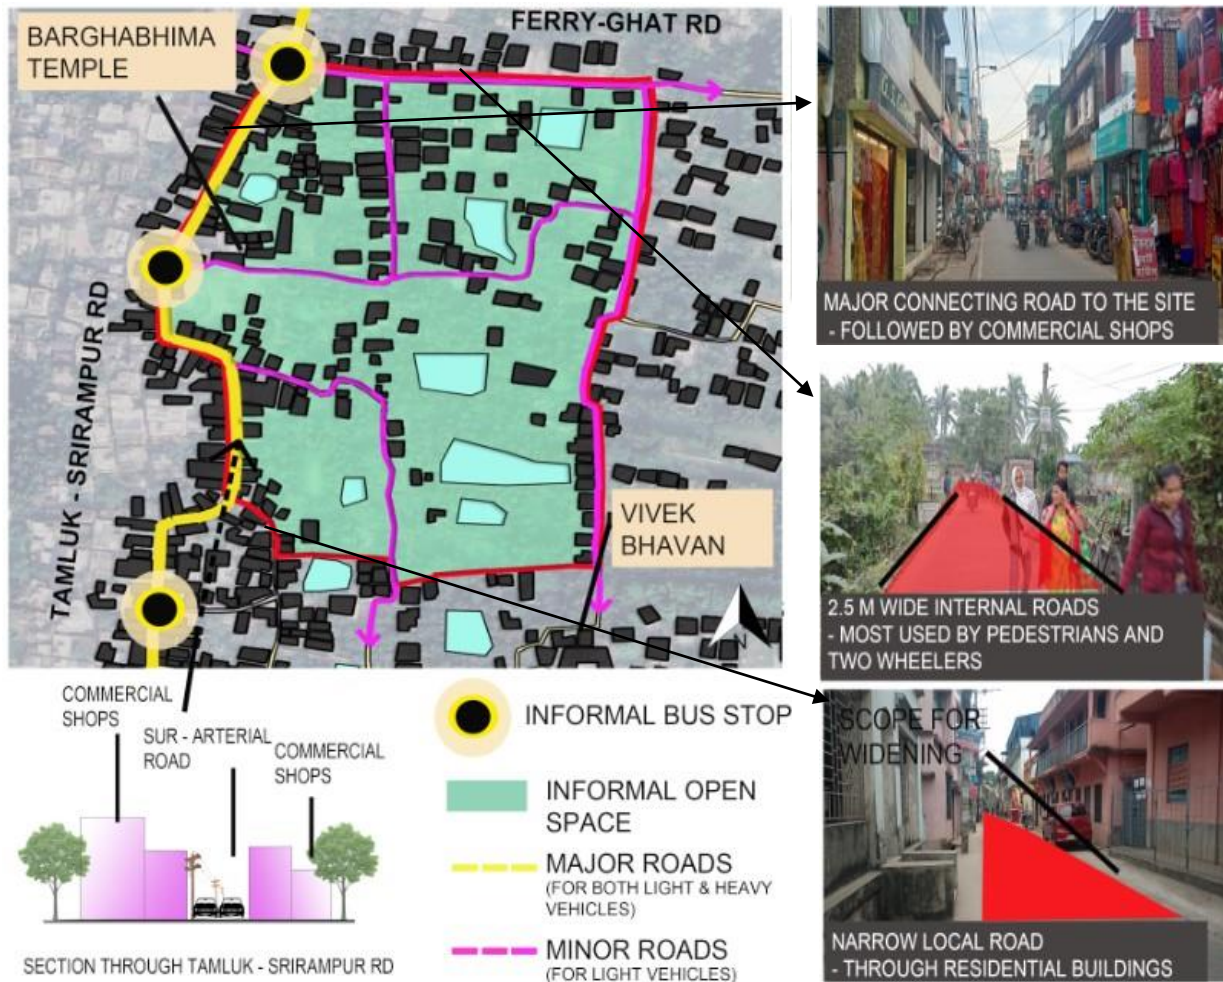 FERRY-GHAT RD
BARGHABHIMA
TEMPLE
TAMLUK - SRIRAMPUR RD
VIVEK
BHAVAN
N
MAJOR CONNECTING ROAD TO THE SITE
- FOLLOWED BY COMMERCIAL SHOPS
2.5 M WIDE INTERNAL ROADS
- MOST USED BY PEDESTRIANS AND
TWO WHEELERS
SCOPE FOR
WIDENING
NARROW LOCAL ROAD
- THROUGH RESIDENTIAL BUILDINGS
COMMERCIAL
SHOPS
SUR - ARTERIAL
ROAD
COMMERCIAL
SHOPS
SECTION THROUGH TAMLUK - SRIRAMPUR RD
INFORMAL BUS STOP
INFORMAL OPEN
SPACE
MAJOR ROADS
(FOR BOTH LIGHT & HEAVY
VEHICLES)
MINOR ROADS
(FOR LIGHT VEHICLES)